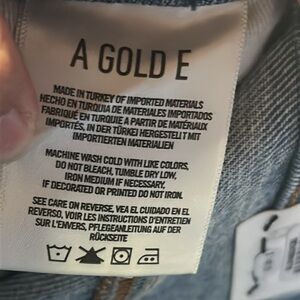 A GOLD E
MADE IN TURKEY OF IMPORTED MATERIALS
HECHO EN TURQUIA DE MATERIALES IMPORTADOS
FABRIQUÉ EN TURQUIE A PARTIR DE MATÉRIAUX
IMPORTÉS, IN DER TÜRKEI HERGESTELLT MIT
IMPORTIERTEN MATERIALIEN
MACHINE WASH COLD WITH LIKE COLORS,
DO NOT BLEACH, TUMBLE DRY LOW,
IRON MEDIUM IF NECESSARY.
IF DECORATED OR PRINTED DO NOT IRON.
SEE CARE ON REVERSE, VEA EL CUIDADO EN EL
REVERSO, VOIR LES INSTRUCTIONS D'ENTRETIEN
SUR L'ENVERS, PFLEGEANLEITUNG AUF DER
RÜCKSEITE